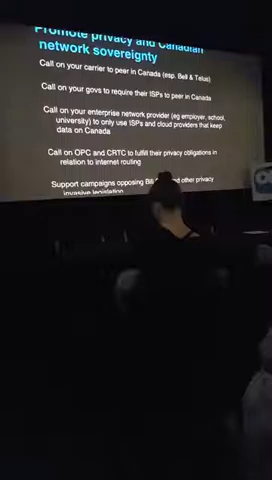 Promote privacy and Canadian
network sovereignty
Call on your carrier to peer in Canada (esp. Bell & Telus)
Call on your govs to require their ISPs to peer in Canada
Call on your enterprise network provider (eg employer, school,
university) to only use ISPs and cloud providers that keep
data on Canada
Call on OPC and CRTC to fulfill their privacy obligations in
relation to internet routing
Support campaigns opposing Bill and other privacy
invasive legislation